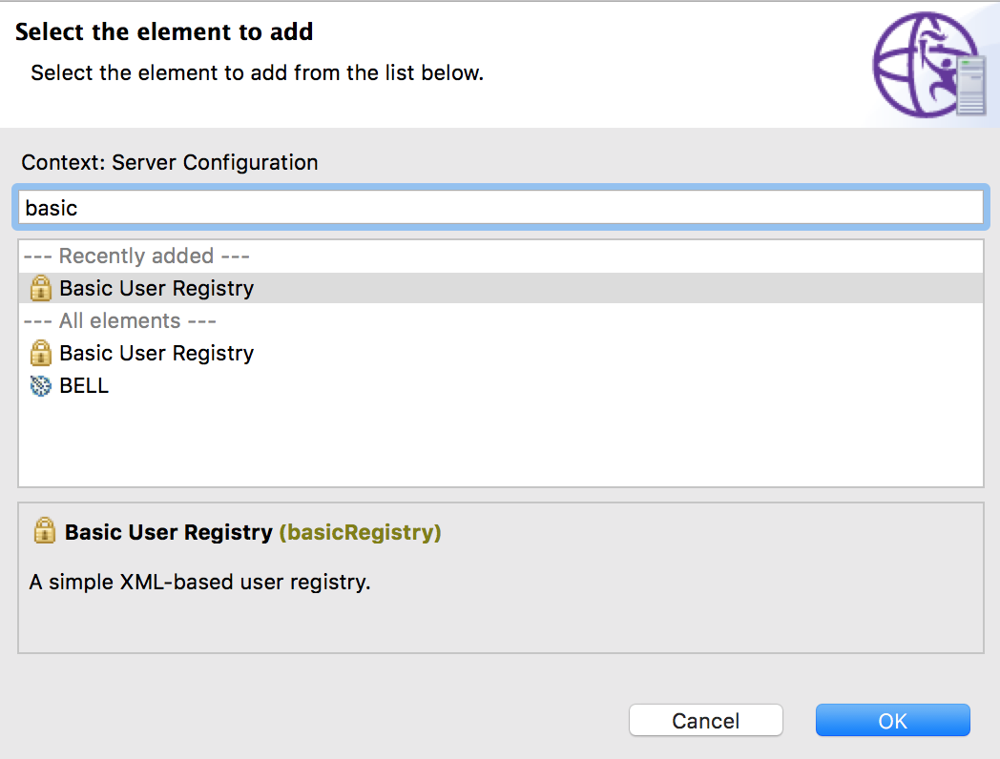 Select the element to add
Select the element to add from the list below.
Context: Server Configuration
basic
--- Recently added ---
Basic User Registry
--- All elements ---
Basic User Registry
BELL
Basic User Registry (basicRegistry)
A simple XML-based user registry.
Cancel OK